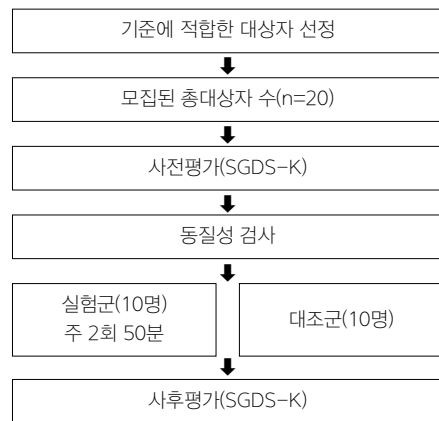 기준에 적합한 대상자 선정
모집된 총대상자 수(n=20)
사전평가(SGDS-K)
동질성 검사
실험군(10명)
주 2회 50분
대조군(10명)
사후평가(SGDS-K)